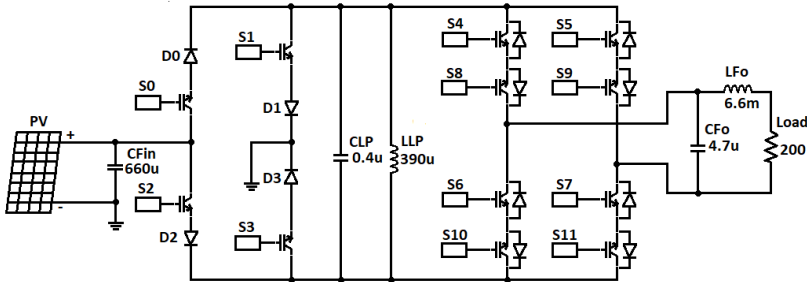 S4
S5
S1
D0
S8
S9
LFo
S0
6.6m
D1
PV
+
CLP
0.4u
LLP
390u
CFo
4.7u
Load
200
CFin
660u
D3
S2
S6
S7
-
D2
S3
S10
S11